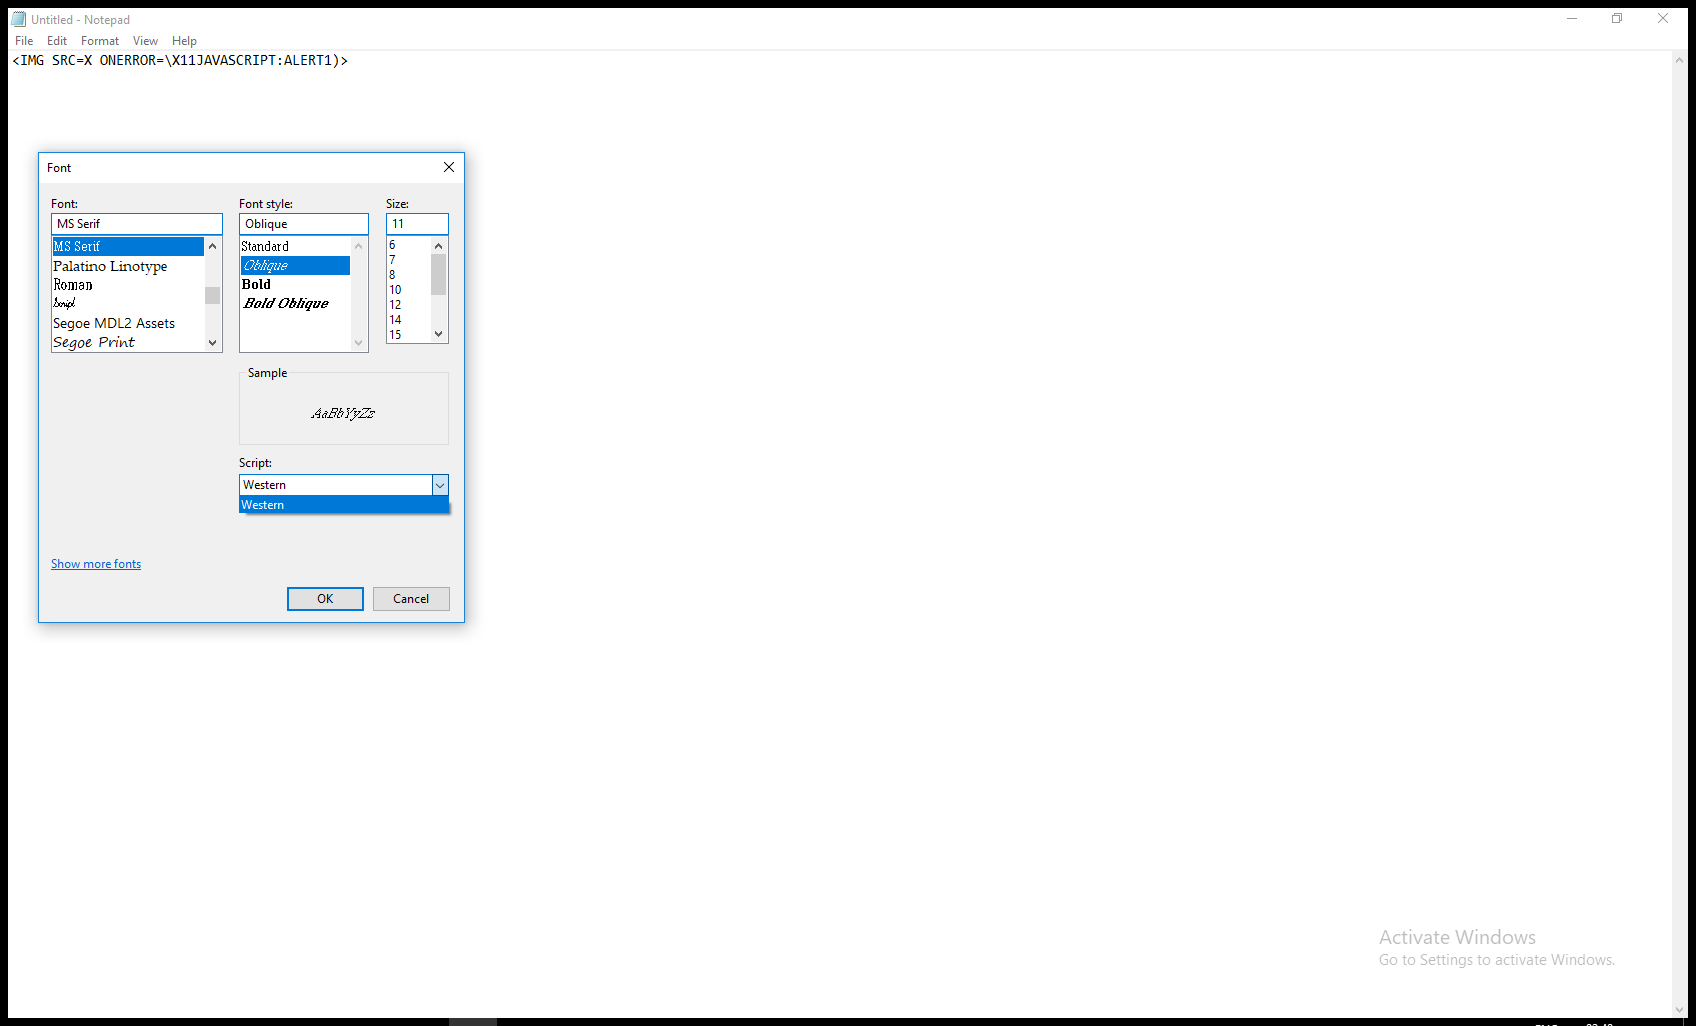 Untitled - Notepad
File Edit Format View Help
<IMG SRC=X ONERROR=\X11JAVASCRIPT:ALERT1)>
Font
Font: Font style: Size:
MS Serif Oblique 11
MS Serif
Palatino Linotype
Roman
Script
Segoe MDL2 Assets
Segoe Print
Standard
Oblique
Bold
Bold Oblique
6
7
8
10
12
14
15
Sample
AaBbYyZz
Script:
Western
Western
Show more fonts
OK Cancel
Activate Windows
Go to Settings to activate Windows.